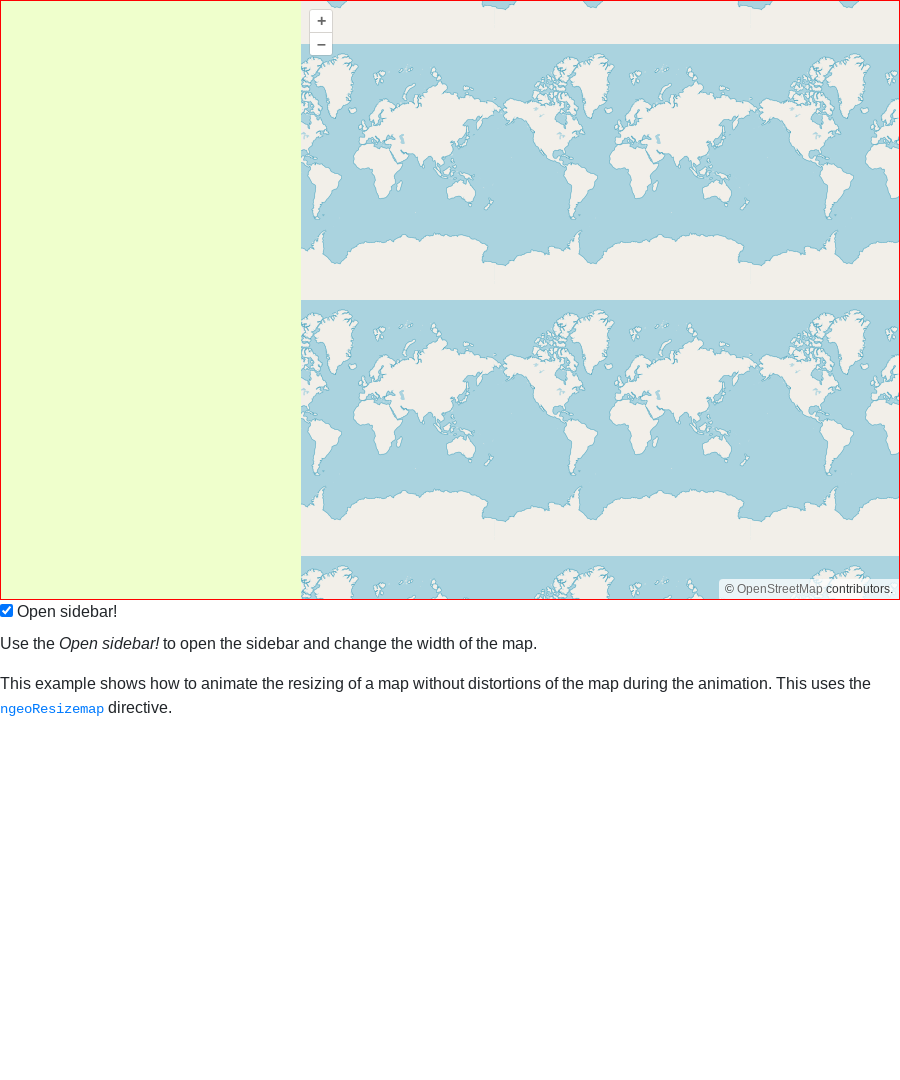 +
−
© OpenStreetMap contributors.
Open sidebar!
Use the Open sidebar! to open the sidebar and change the width of the map.
This example shows how to animate the resizing of a map without distortions of the map during the animation. This uses the
ngeoResizemap directive.